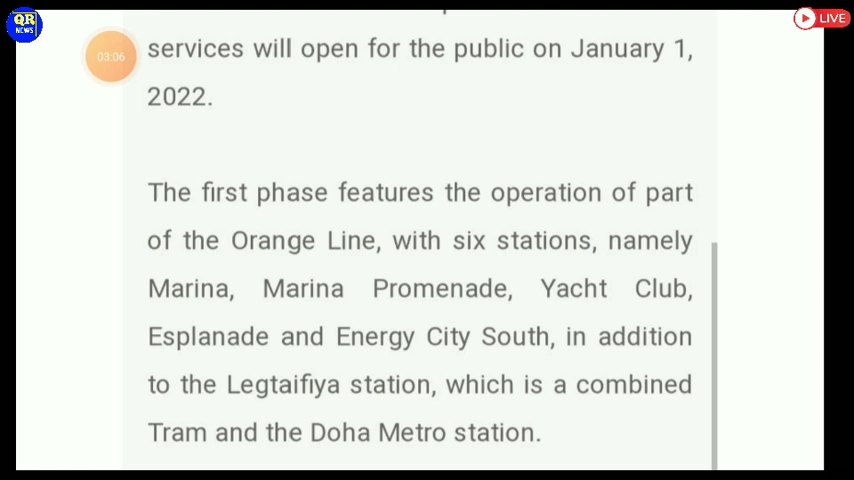 QR
NEWS
LIVE
03:06
services will open for the public on January 1,
2022.
The first phase features the operation of part
of the Orange Line, with six stations, namely
Marina, Marina Promenade, Yacht Club,
Esplanade and Energy City South, in addition
to the Legtaifiya station, which is a combined
Tram and the Doha Metro station.